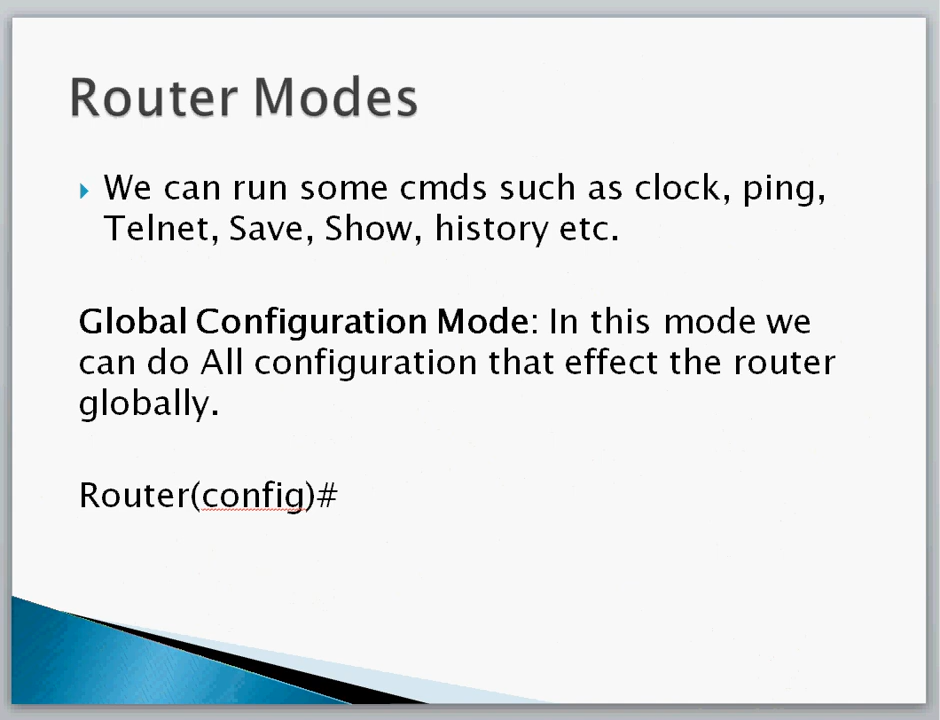 Router Modes
We can run some cmds such as clock, ping,
Telnet, Save, Show, history etc.
Global Configuration Mode: In this mode we
can do All configuration that effect the router
globally.
Router(config)#